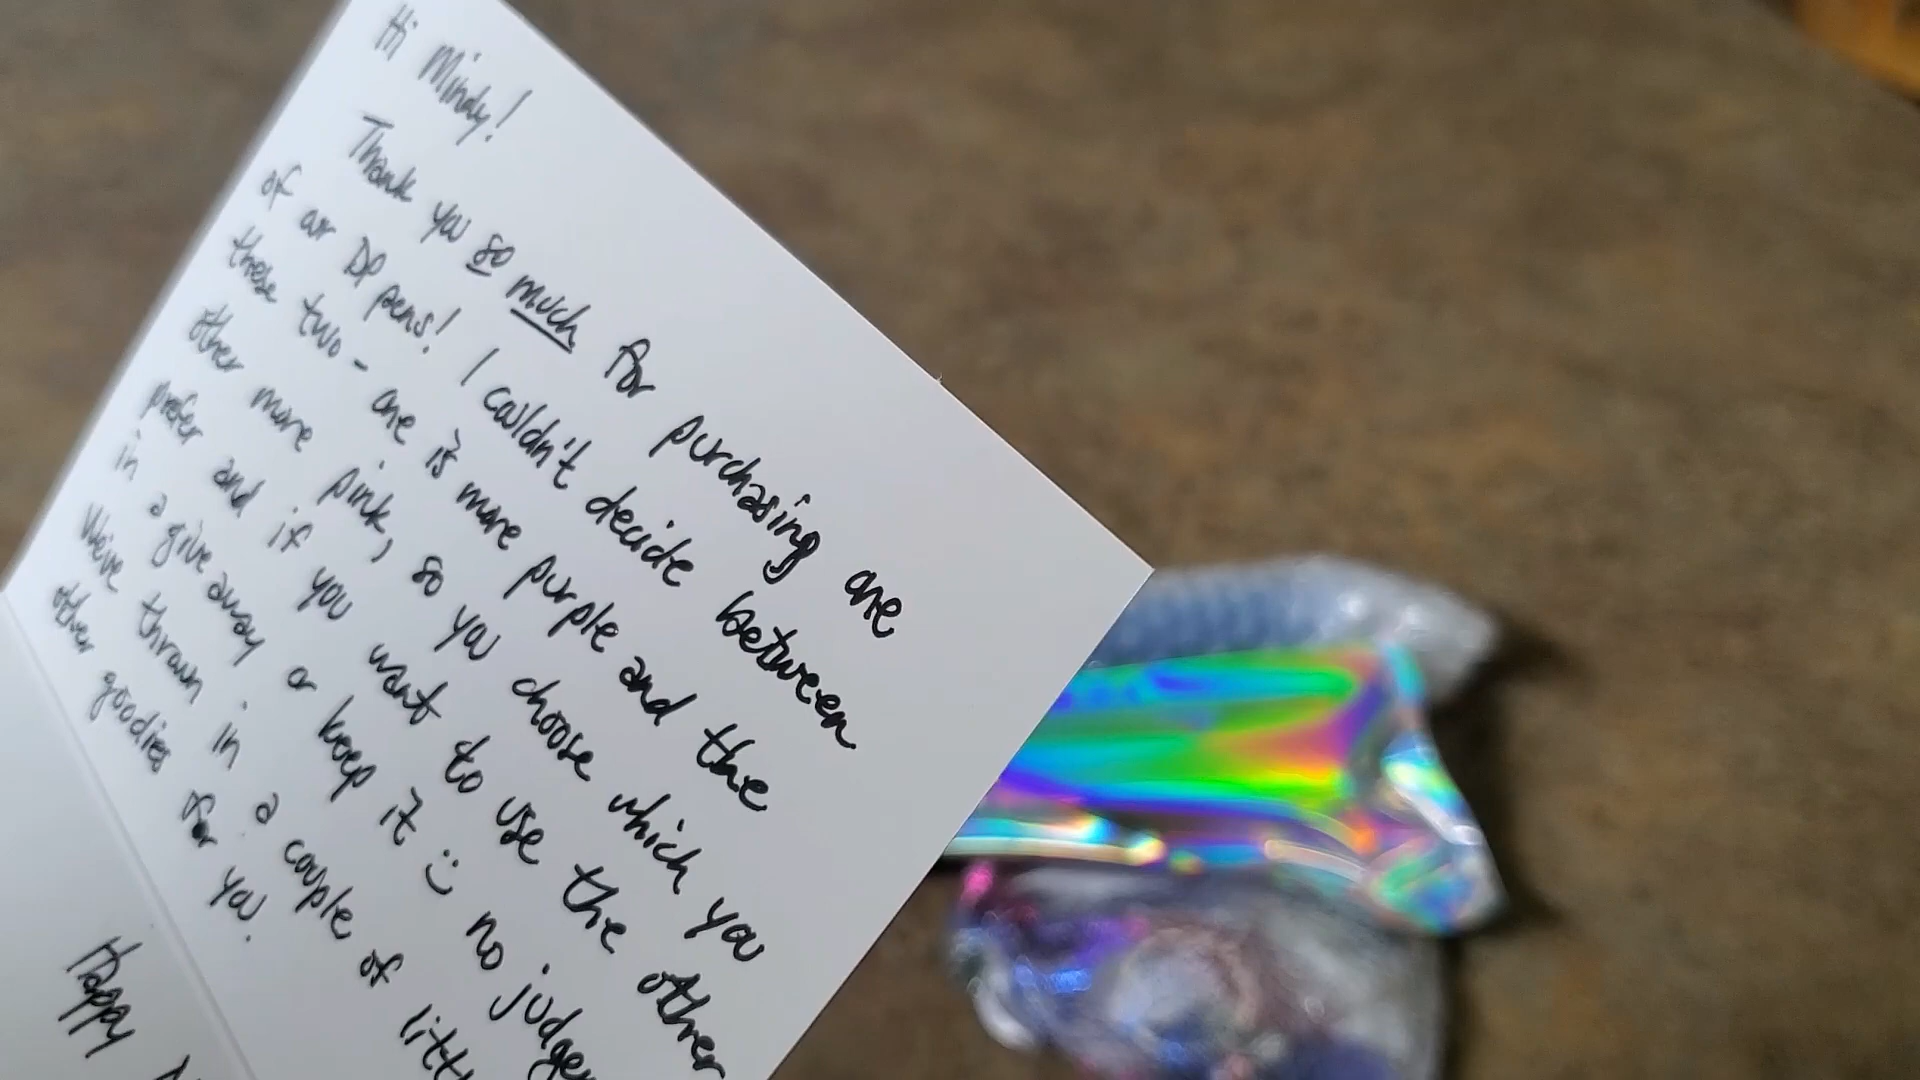 Hi Mindy!
Thank you so much for purchasing one
of our DP pens! I couldn't decide between
these two - one is more purple and the
other more pink, so you choose which you
prefer and if you want to use the other
in a give away or keep it :) no judge
We've thrown in a couple of
other goodies for you.
Happy